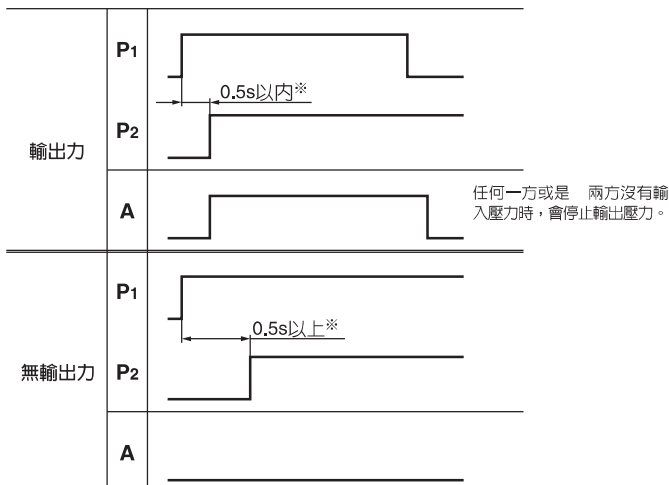 P1
0.5s以内※
P2
輸出力
A
任何一方或是 兩方沒有輸
入壓力時，會停止輸出壓力。
P1
0.5s以上※
無輸出力
P2
A